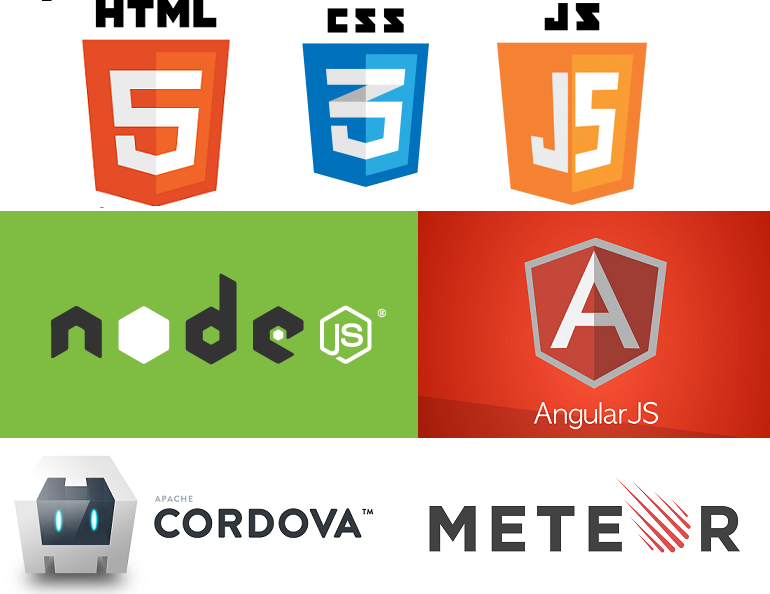 HTML
CSS
JS
5
3
JS
node JS ®
A
AngularJS
APACHE
CORDOVA™
METEOR